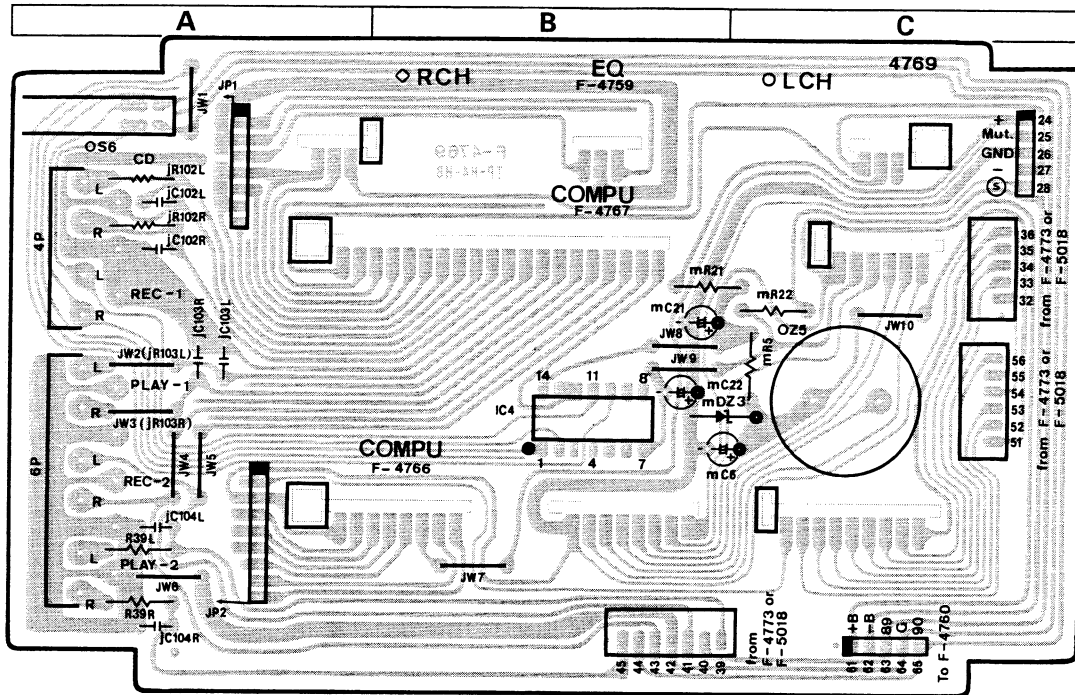 A B C
RCH
EQ
F-4759
LCH
4769
JW1
JP1
OS6
CD
jR102L
L
jC102L
jR102R
R
jC102R
4P
L
REC-1
R
jC103R
jC103L
F-4769
COMPU
F-4767
+
Mut.
GND
-
S
24
25
26
27
28
36
35
34
33
32
from F-4773 or
F-5018
mR21
mC21
mR22
OZ5
JW8
JW9
mR5
JW10
JW2(jR103L)
L
PLAY-1
R
JW3(jR103R)
6P
L
REC-2
R
JW4
JW5
14
11
8
IC4
1
4
7
mC22
mDZ3
mC6
COMPU
F-4766
56
55
54
53
52
51
from F-4773 or
F-5018
jC104L
R39L
L
PLAY-2
JW6
R
R39R
jC104R
JP2
JW7
45
44
43
42
41
40
39
from
F-4773 or
F-5018
+B
-B
89
G
90
61
62
63
64
65
To F-4760